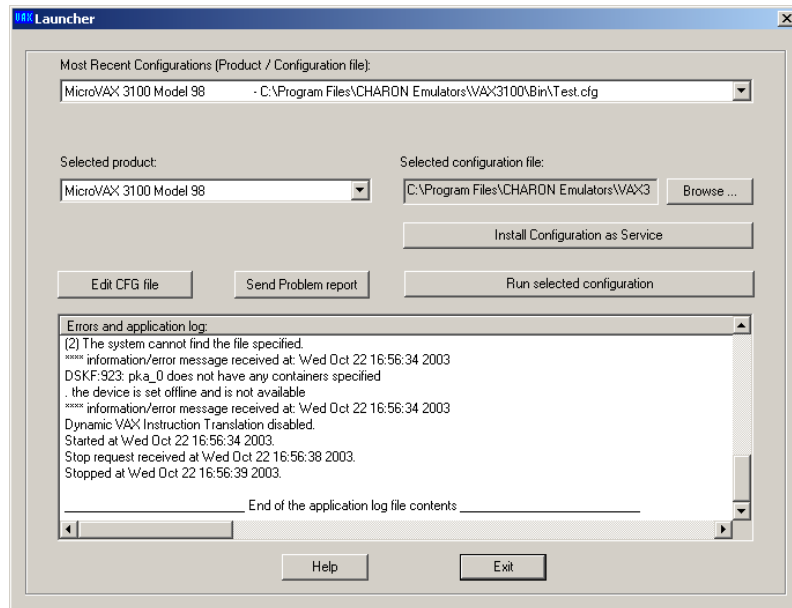 VAX Launcher
Most Recent Configurations (Product / Configuration file):
MicroVAX 3100 Model 98 - C:\Program Files\CHARON Emulators\VAX3100\Bin\Test.cfg
Selected product:
Selected configuration file:
MicroVAX 3100 Model 98
C:\Program Files\CHARON Emulators\VAX3
Browse ...
Install Configuration as Service
Edit CFG file
Send Problem report
Run selected configuration
Errors and application log:
(2) The system cannot find the file specified.
**** information/error message received at: Wed Oct 22 16:56:34 2003
DSKF:923: pka_0 does not have any containers specified
. the device is set offline and is not available
**** information/error message received at: Wed Oct 22 16:56:34 2003
Dynamic VAX Instruction Translation disabled.
Started at Wed Oct 22 16:56:34 2003.
Stop request received at Wed Oct 22 16:56:38 2003.
Stopped at Wed Oct 22 16:56:39 2003.
__________________________ End of the application log file contents __________________________
Help
Exit